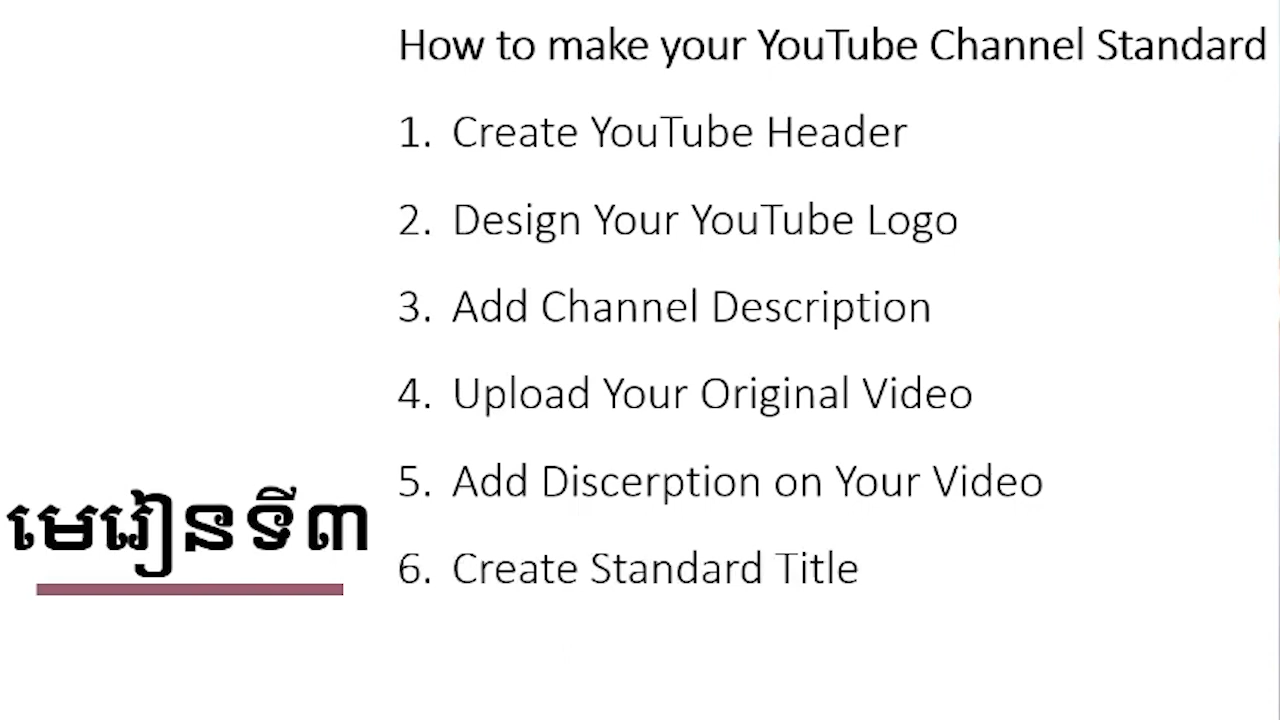 How to make your YouTube Channel Standard
1. Create YouTube Header
2. Design Your YouTube Logo
3. Add Channel Description
4. Upload Your Original Video
5. Add Discerption on Your Video
6. Create Standard Title
មេរៀនទី៣